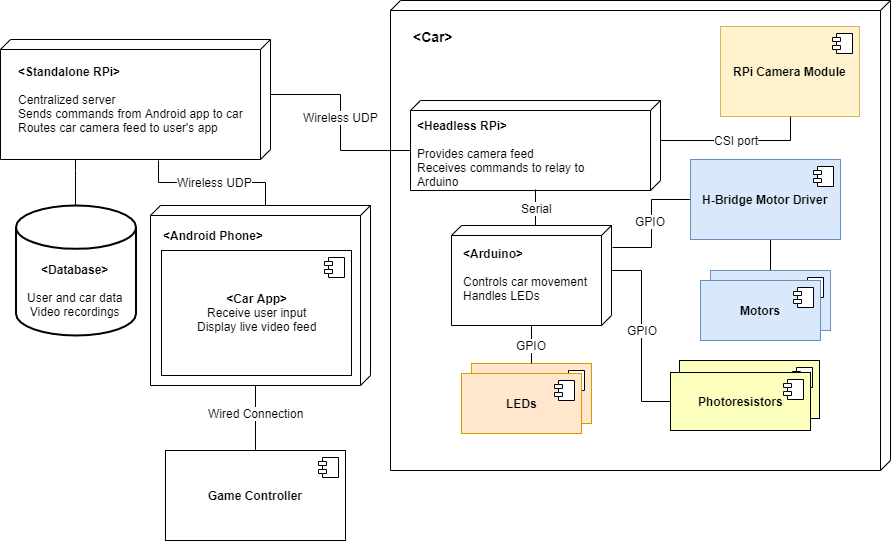 <Car>
RPi Camera Module
<Standalone RPi>
Centralized server
Sends commands from Android app to car
Routes car camera feed to user's app
Wireless UDP
<Headless RPi>
Provides camera feed
Receives commands to relay to
Arduino
CSI port
Wireless UDP
Serial
GPIO
H-Bridge Motor Driver
<Android Phone>
<Arduino>
Controls car movement
Handles LEDs
<Database>
User and car data
Video recordings
<Car App>
Receive user input
Display live video feed
Motors
GPIO
GPIO
LEDs
Photoresistors
Wired Connection
Game Controller